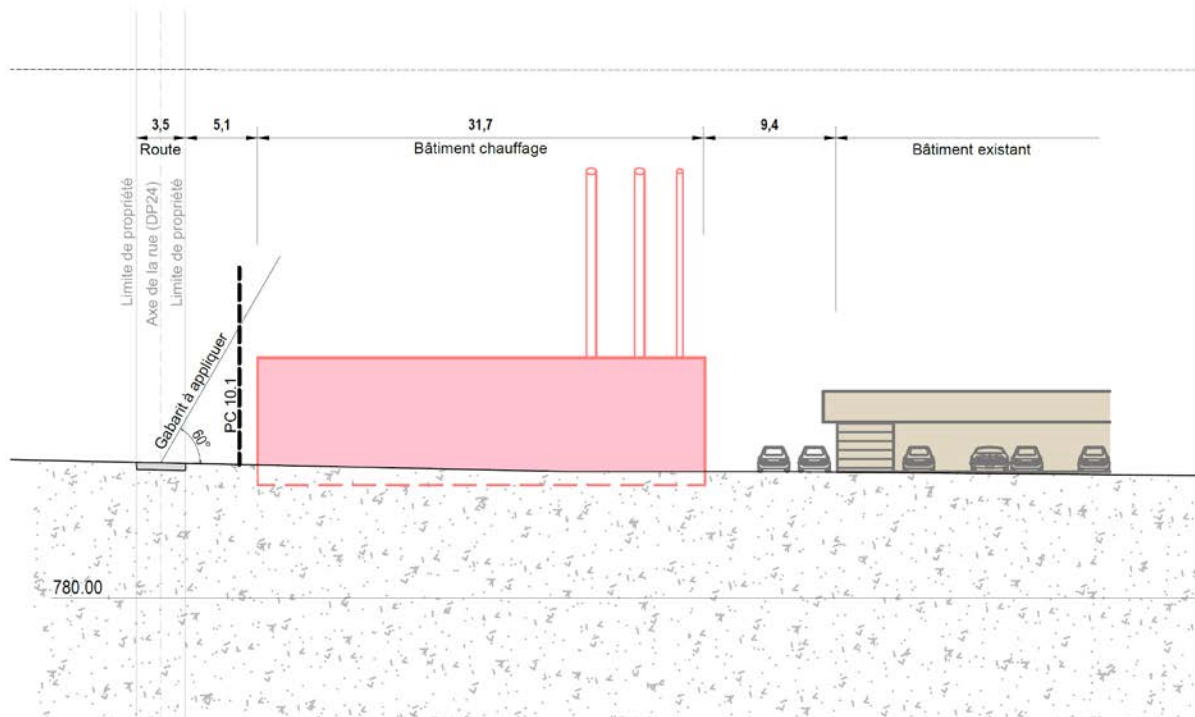 3,5
5,1
31,7
9,4
Route
Bâtiment chauffage
Bâtiment existant
Limite de propriété
Axe de la rue (DP24)
Limite de propriété
Gabarit à appliquer
60°
PC 10.1
780.00